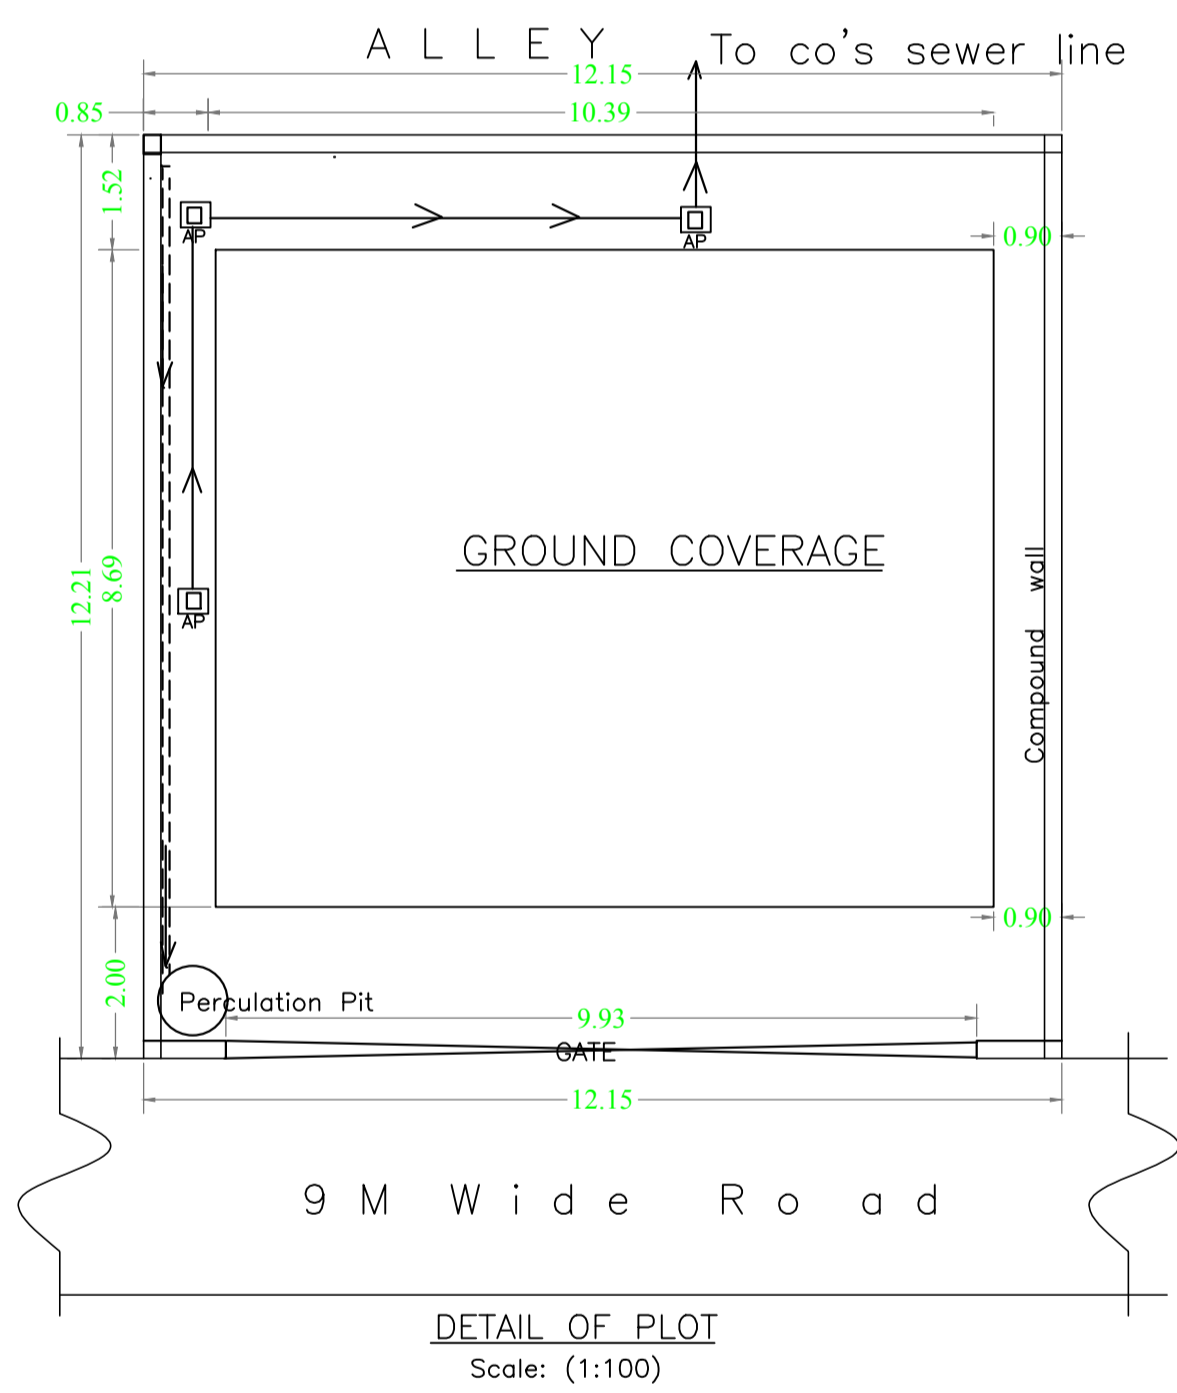 ALLEY
To co's sewer line
12.15
0.85
10.39
1.52
AP
AP
0.90
GROUND COVERAGE
12.21
8.69
AP
Compound wall
0.90
2.00
Perculation Pit
9.93
GATE
12.15
9M Wide Road
DETAIL OF PLOT
Scale: (1:100)